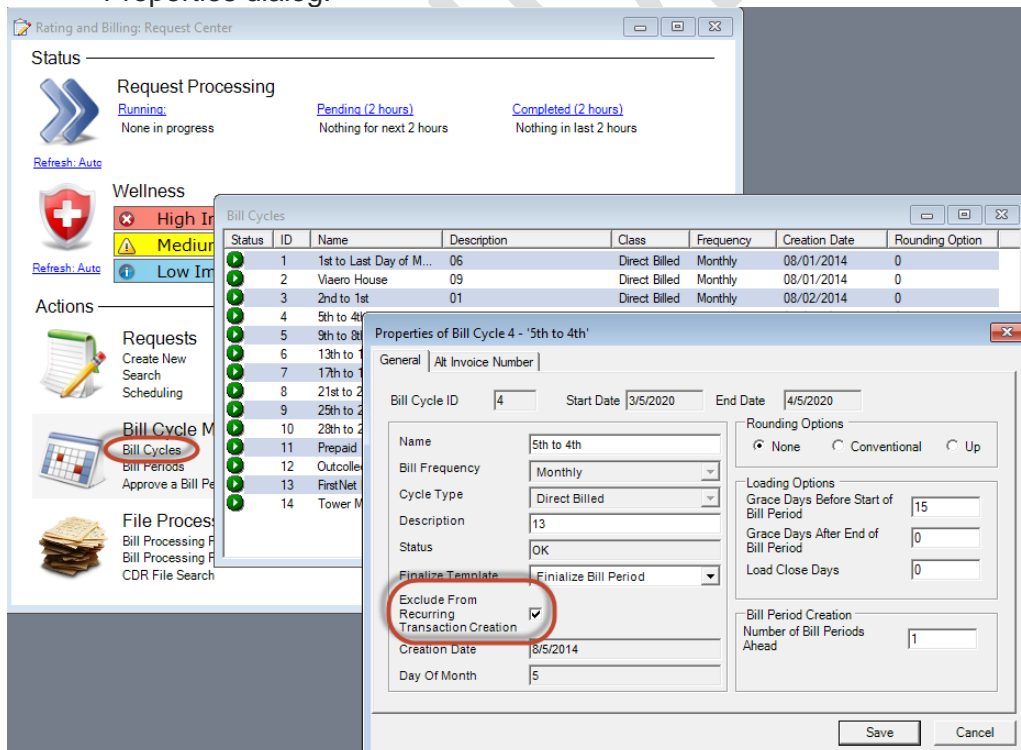 Properties dialog.
Rating and Billing: Request Center
Status
Request Processing
Running: Pending (2 hours) Completed (2 hours)
None in progress Nothing for next 2 hours Nothing in last 2 hours
Refresh: Auto
Wellness
High Im
Medium
Low Im
Refresh: Auto
Actions
Requests
Create New
Search
Scheduling
Bill Cycle M
Bill Cycles
Bill Periods
Approve a Bill Pe
File Proces
Bill Processing F
Bill Processing F
CDR File Search
Bill Cycles
Status ID Name Description Class Frequency Creation Date Rounding Option
1 1st to Last Day of M... 06 Direct Billed Monthly 08/01/2014 0
2 Viaero House 09 Direct Billed Monthly 08/01/2014 0
3 2nd to 1st 01 Direct Billed Monthly 08/02/2014 0
4 5th to 4th
5 9th to 8th
6 13th to 1
7 17th to 1
8 21st to 2
9 25th to 2
10 28th to 2
11 Prepaid
12 Outcolle
13 FirstNet
14 Tower M
Properties of Bill Cycle 4 - '5th to 4th'
General Alt Invoice Number
Bill Cycle ID 4 Start Date 3/5/2020 End Date 4/5/2020
Name 5th to 4th
Bill Frequency Monthly
Cycle Type Direct Billed
Description 13
Status OK
Finalize Template Finialize Bill Period
Exclude From
Recurring
Transaction Creation
Creation Date 8/5/2014
Day Of Month 5
Rounding Options
None Conventional Up
Loading Options
Grace Days Before Start of
Bill Period 15
Grace Days After End of
Bill Period 0
Load Close Days 0
Bill Period Creation
Number of Bill Periods
Ahead 1
Save Cancel